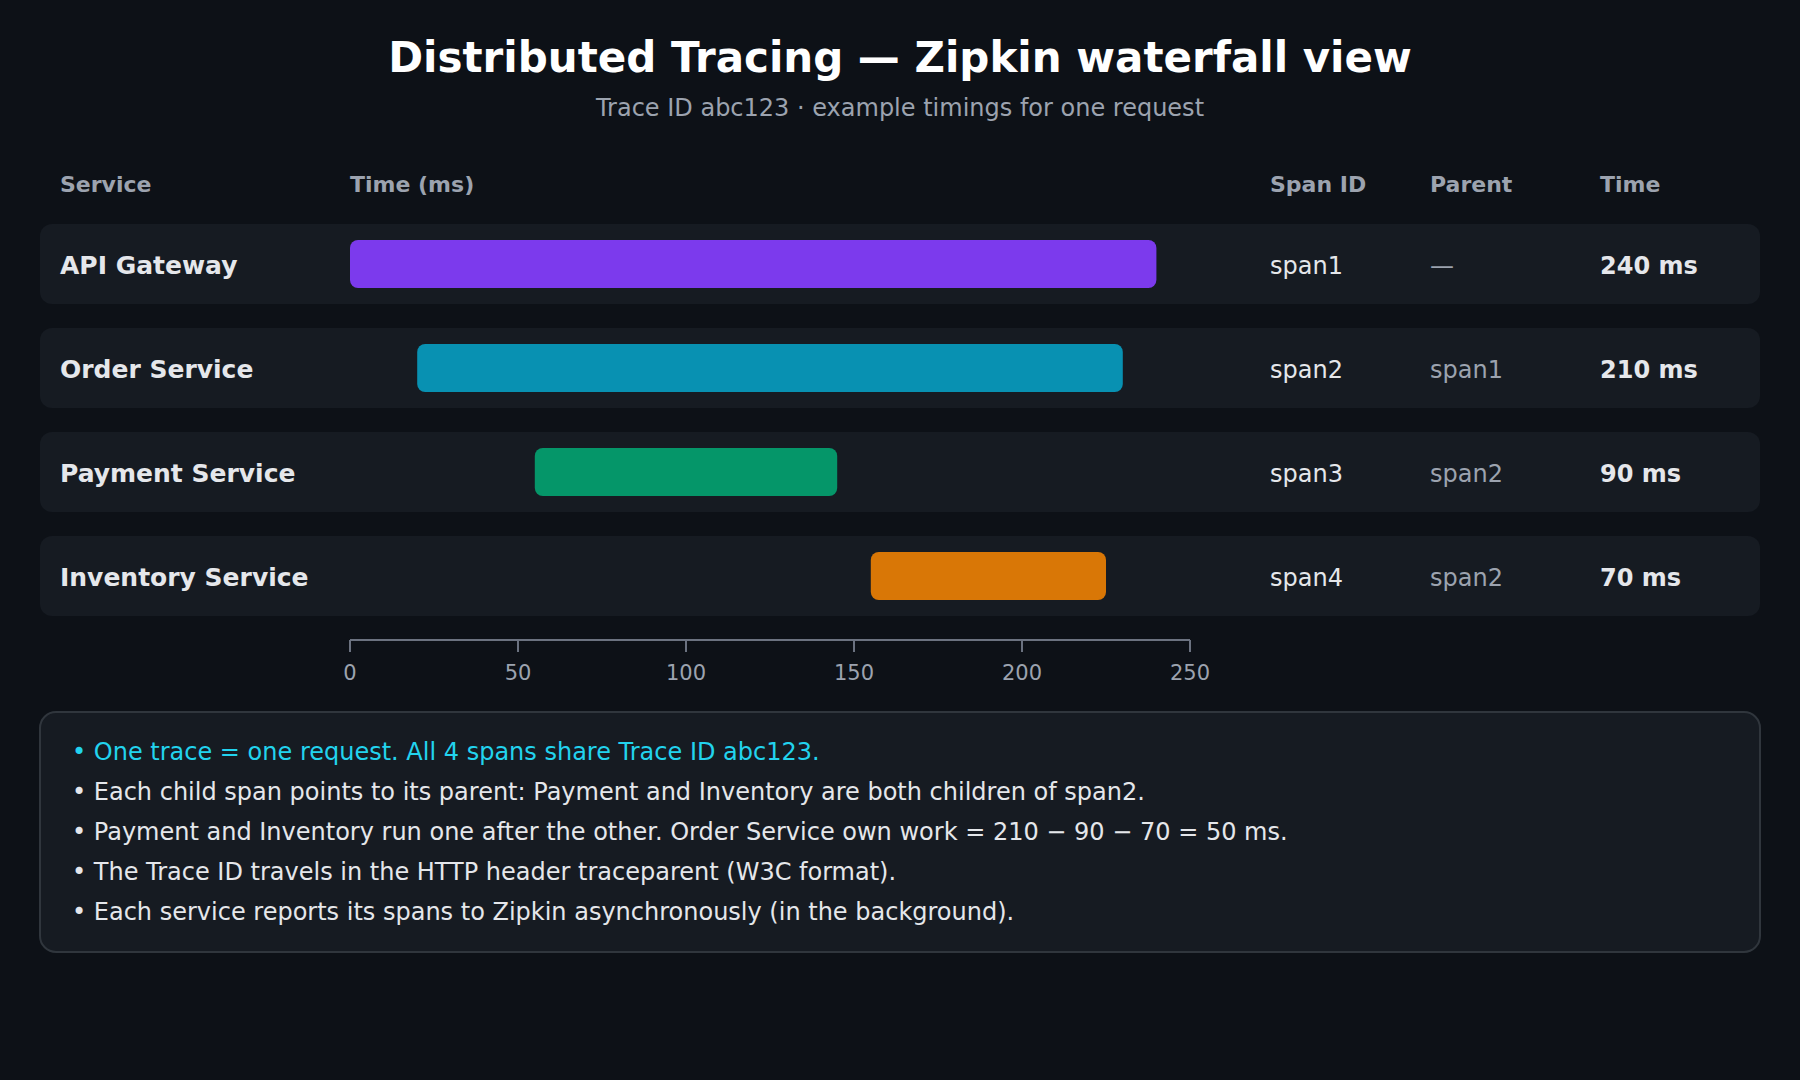 Distributed Tracing — Zipkin waterfall view
Trace ID abc123 · example timings for one request
Service Time (ms) Span ID Parent Time
API Gateway span1 — 240 ms
Order Service span2 span1 210 ms
Payment Service span3 span2 90 ms
Inventory Service span4 span2 70 ms
0 50 100 150 200 250
• One trace = one request. All 4 spans share Trace ID abc123.
• Each child span points to its parent: Payment and Inventory are both children of span2.
• Payment and Inventory run one after the other. Order Service own work = 210 − 90 − 70 = 50 ms.
• The Trace ID travels in the HTTP header traceparent (W3C format).
• Each service reports its spans to Zipkin asynchronously (in the background).